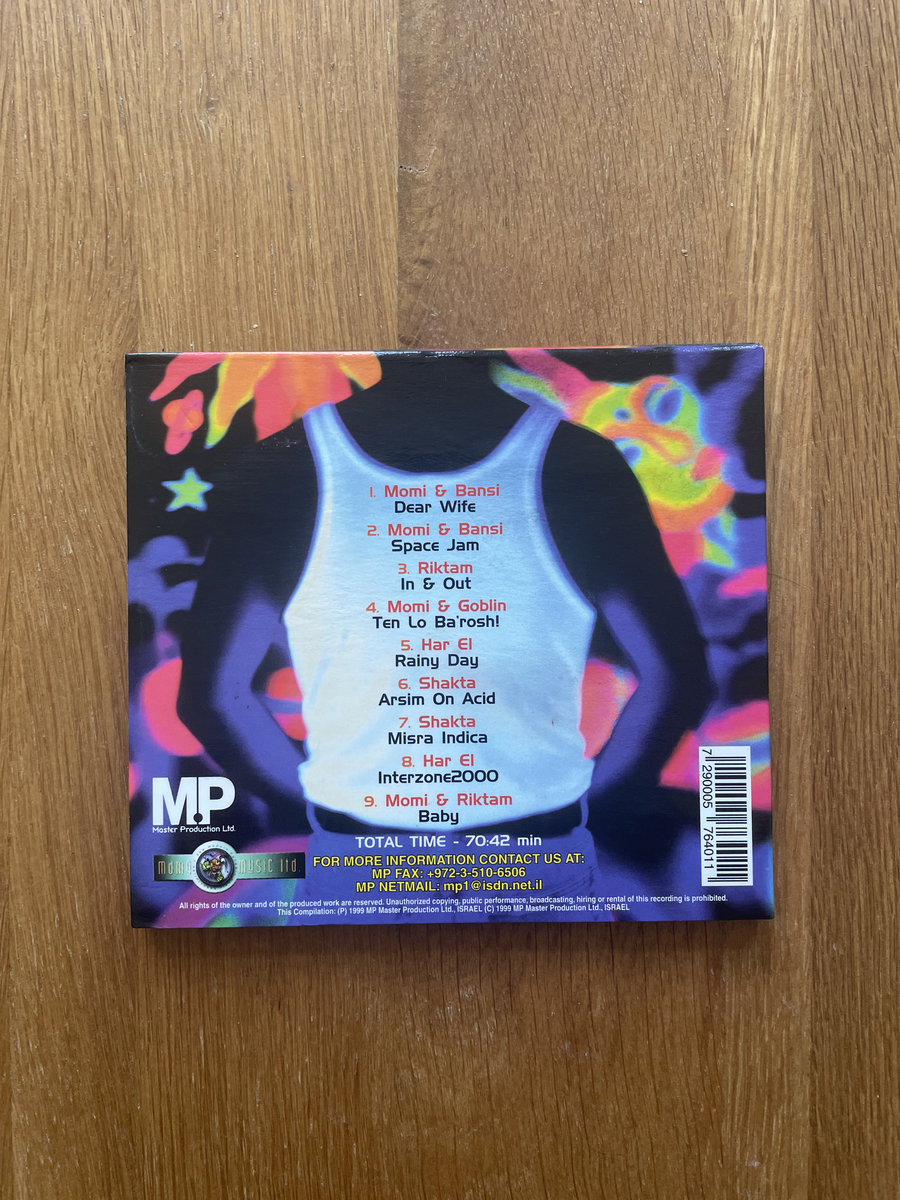 1. Momi & Bansi
Dear Wife
2. Momi & Bansi
Space Jam
3. Riktam
In & Out
4. Momi & Goblin
Ten Lo Ba'rosh!
5. Har El
Rainy Day
6. Shakta
Arsim On Acid
7. Shakta
Misra Indica
8. Har El
Interzone2000
9. Momi & Riktam
Baby
TOTAL TIME - 70:42 min
FOR MORE INFORMATION CONTACT US AT:
MP FAX: +972-3-510-6506
MP NETMAIL: mp1@isdn.net.il
M.P
Master Production Ltd.
MUSIC ltd.
7 290005 764011
All rights of the owner and of the produced work are reserved. Unauthorized copying, public performance, broadcasting, hiring or rental of this recording is prohibited.
This Compilation: (P) 1999 MP Master Production Ltd., ISRAEL (C) 1999 MP Master Production Ltd., ISRAEL